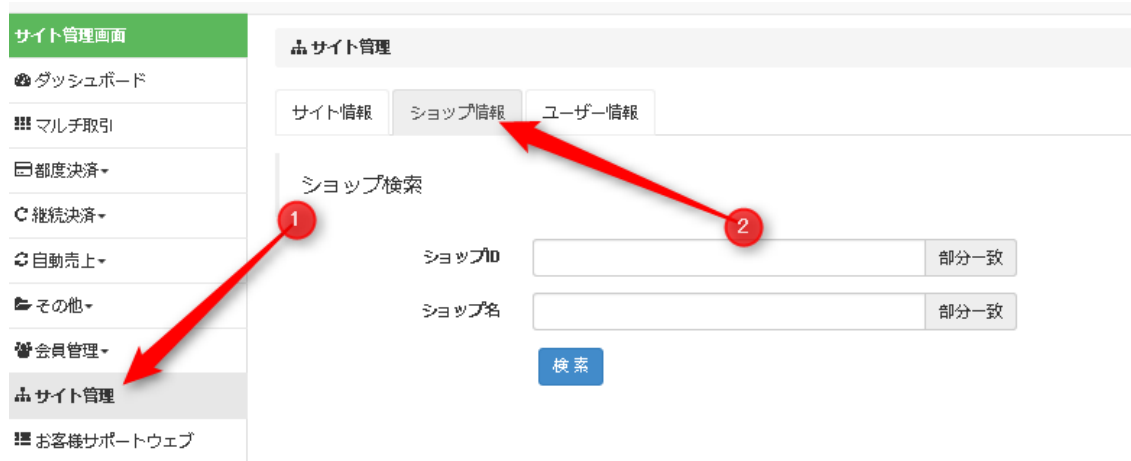 サイト管理画面
ダッシュボード
マルチ取引
都度決済
継続決済
自動売上
その他
会員管理
サイト管理
お客様サポートウェブ
サイト管理
サイト情報 ショップ情報 ユーザー情報
ショップ検索
1
2
ショップID 部分一致
ショップ名 部分一致
検索